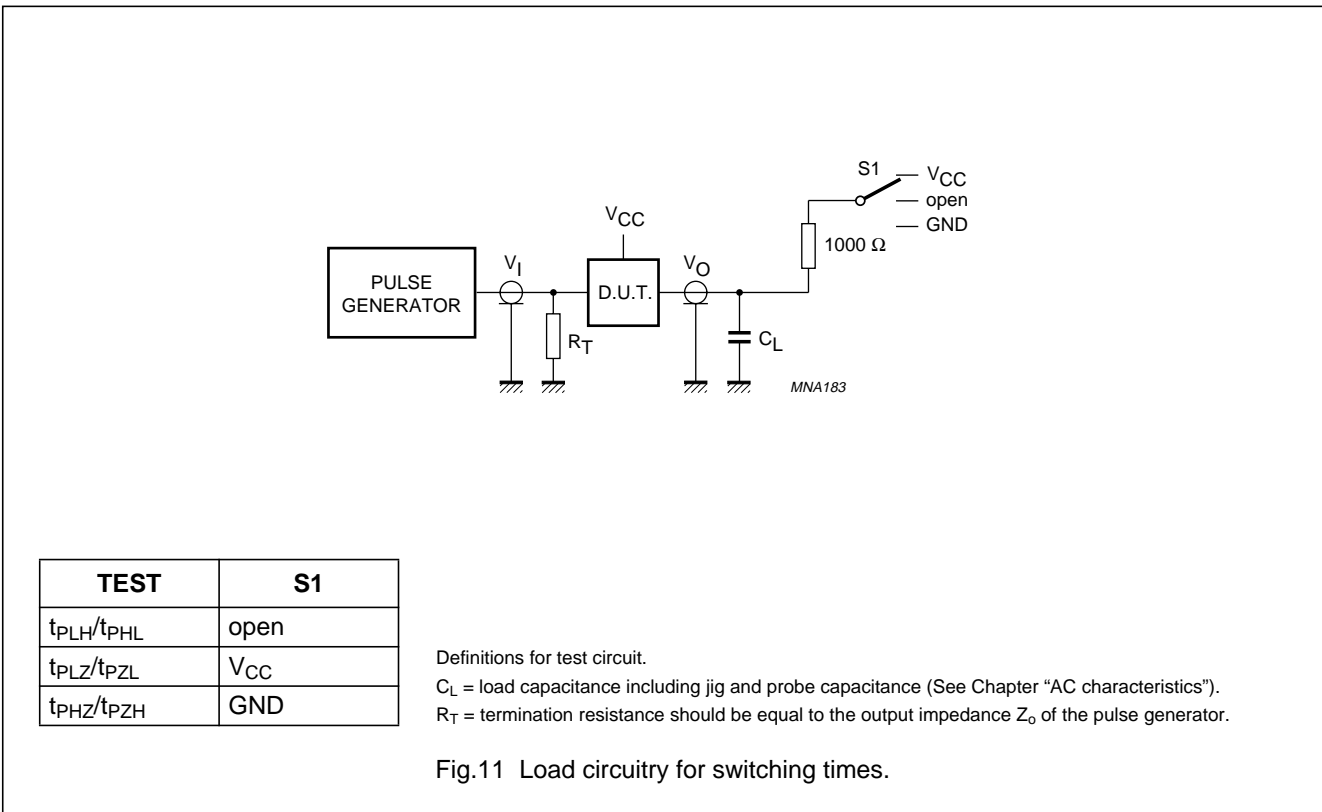 S1
VCC
open
GND
1000 Ω
VCC
PULSE
GENERATOR
VI
D.U.T.
VO
RT
CL
MNA183
TEST S1
tPLH/tPHL open
tPLZ/tPZL VCC
tPHZ/tPZH GND
Definitions for test circuit.
CL = load capacitance including jig and probe capacitance (See Chapter “AC characteristics”).
RT = termination resistance should be equal to the output impedance Zo of the pulse generator.
Fig.11 Load circuitry for switching times.